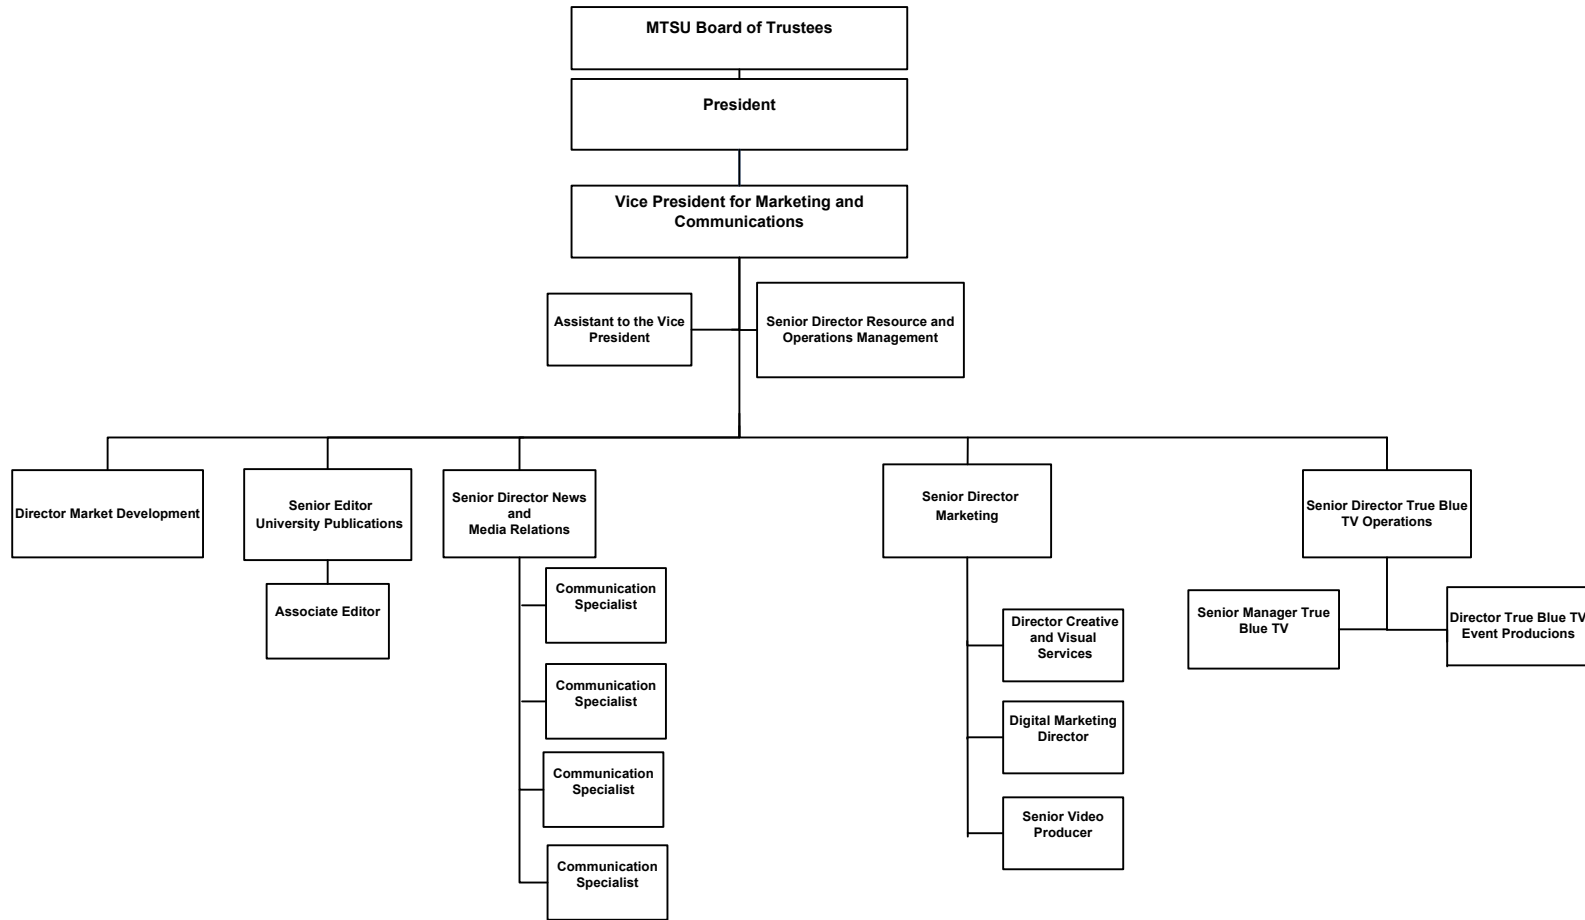 MTSU Board of Trustees
President
Vice President for Marketing and
Communications
Assistant to the Vice
President
Senior Director Resource and
Operations Management
Director Market Development
Senior Editor
University Publications
Associate Editor
Senior Director News
and
Media Relations
Communication
Specialist
Communication
Specialist
Communication
Specialist
Communication
Specialist
Senior Director
Marketing
Director Creative
and Visual
Services
Digital Marketing
Director
Senior Video
Producer
Senior Director True Blue
TV Operations
Senior Manager True
Blue TV
Director True Blue TV
Event Producions